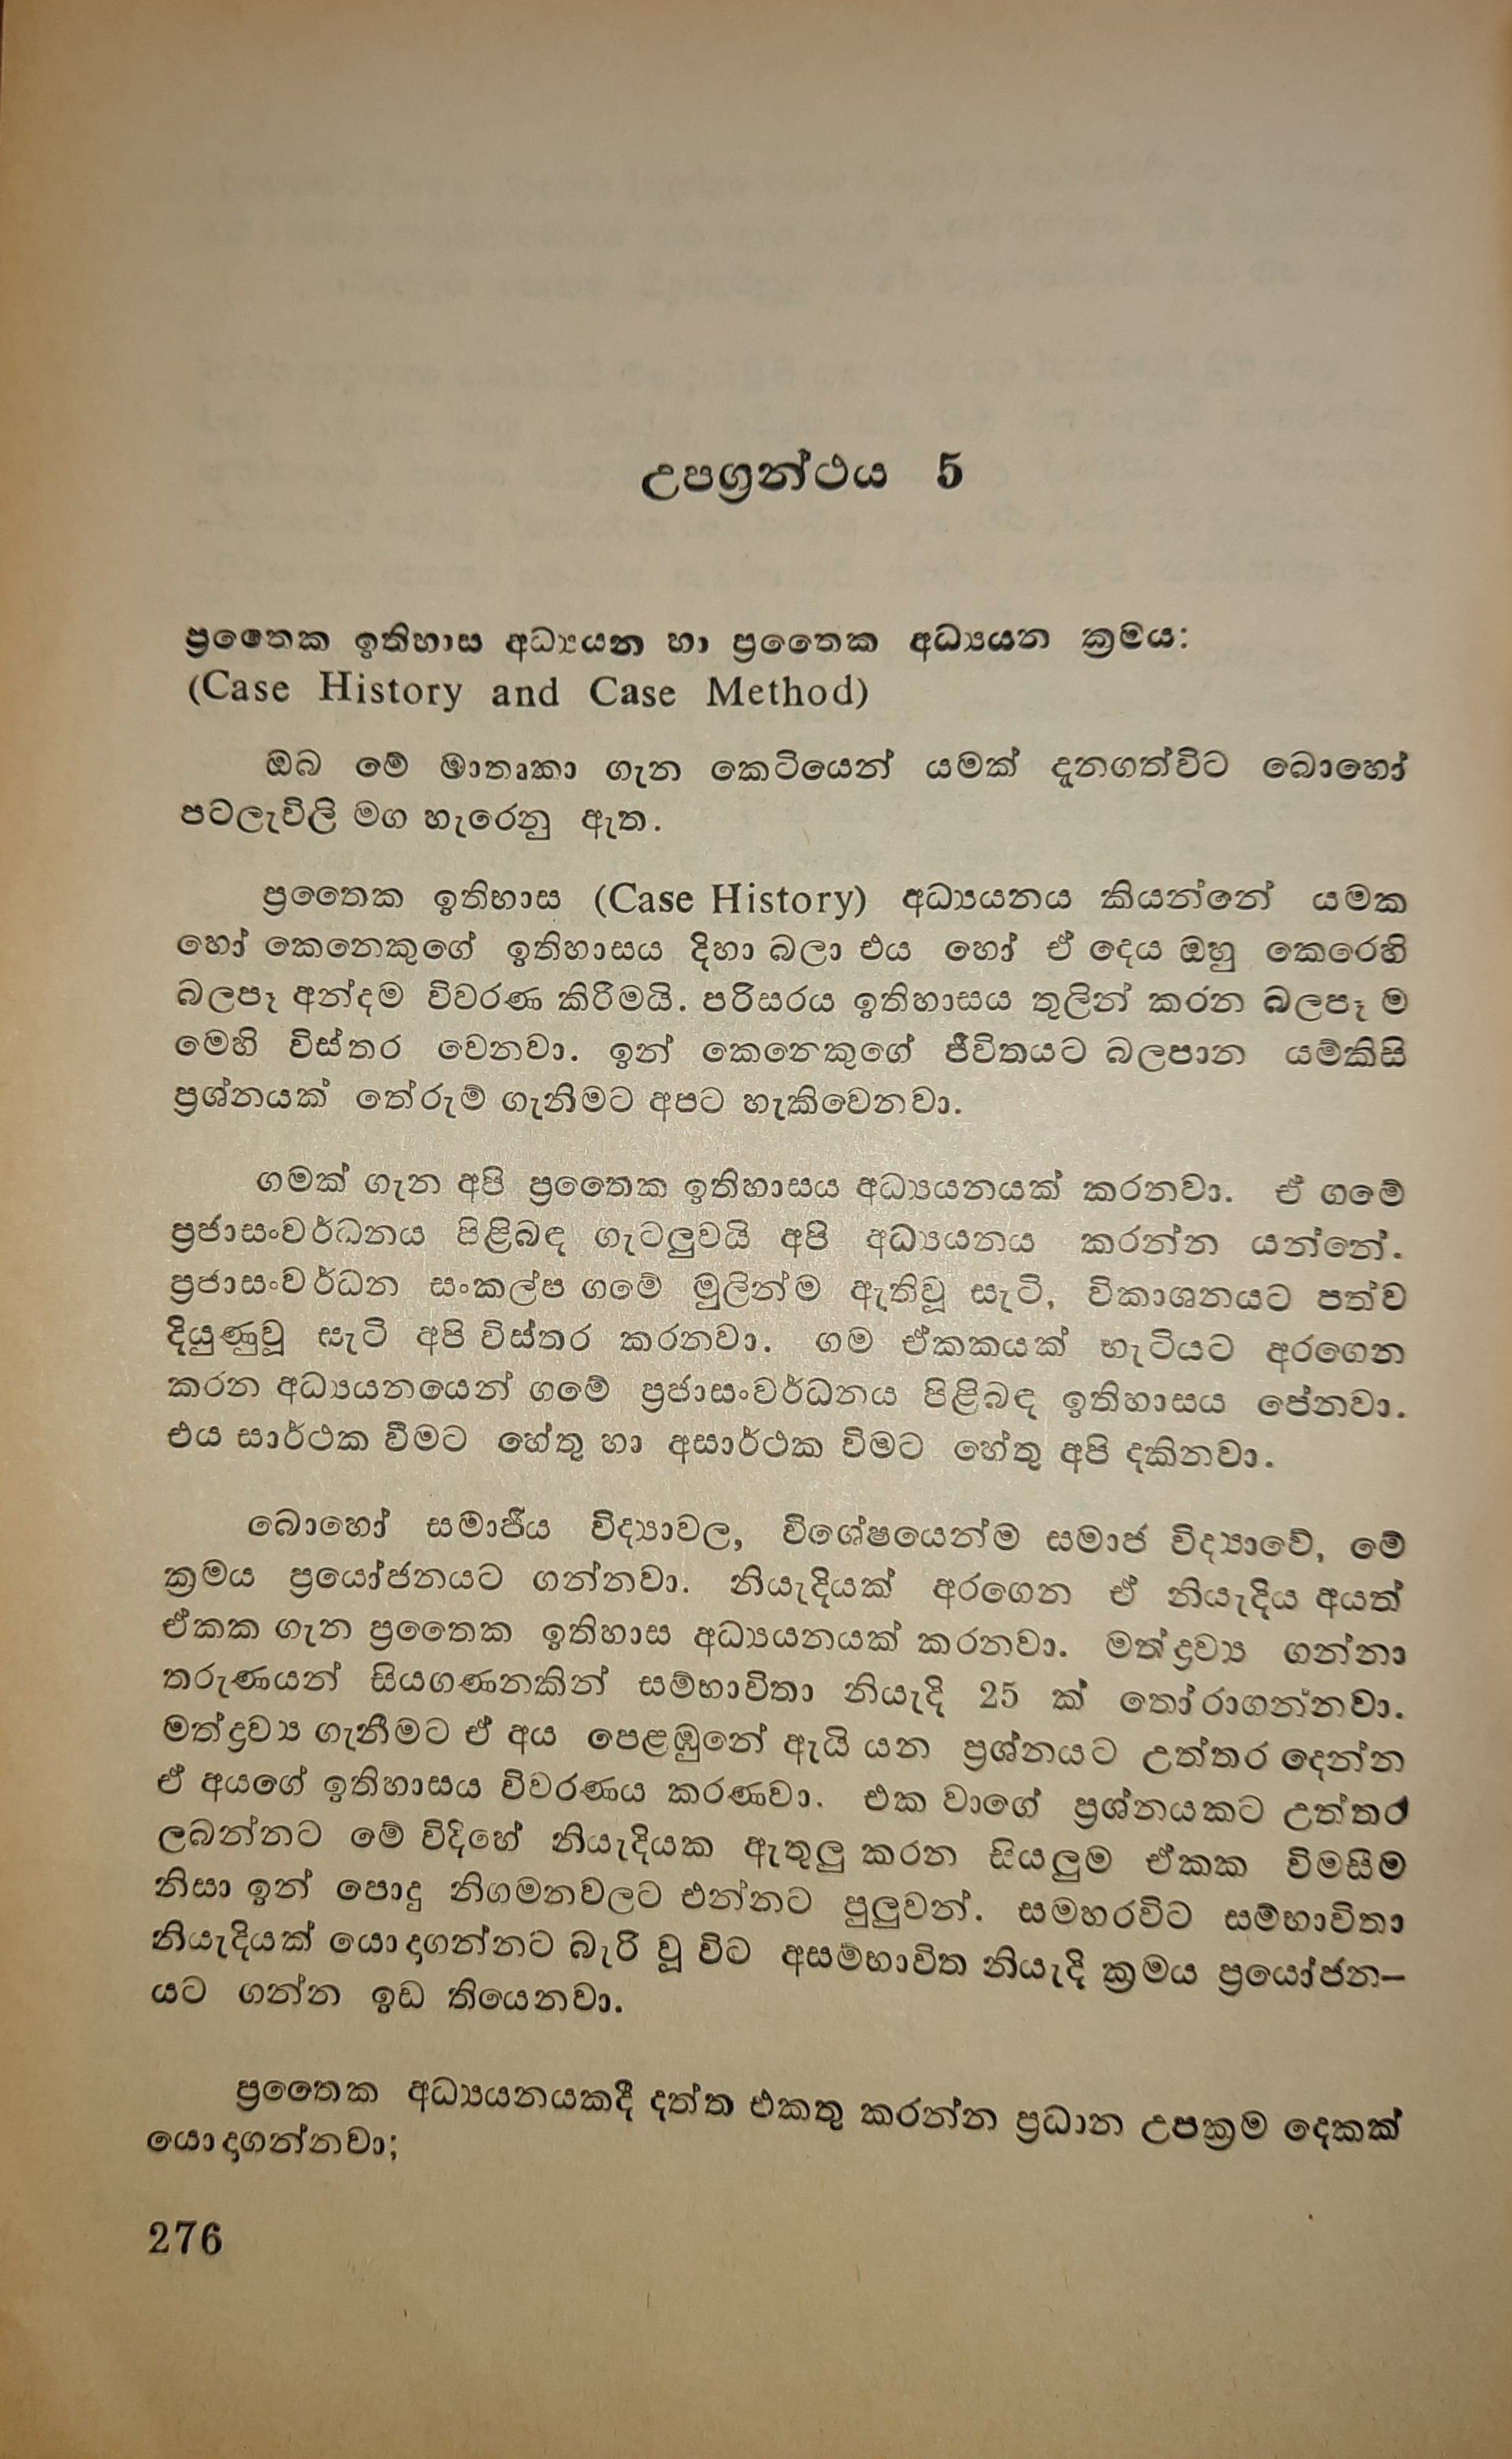 උපග්‍රන්ථය 5
ප්‍රතෛක ඉතිහාස අධ්‍යයන හා ප්‍රතෛක අධ්‍යයන ක්‍රමය:
(Case History and Case Method)
ඔබ මේ මාතෘකා ගැන කෙටියෙන් යමක් දැනගත්විට බොහෝ
පටලැවිලි මග හැරෙනු ඇත.
ප්‍රතෛක ඉතිහාස (Case History) අධ්‍යයනය කියන්නේ යමක
හෝ කෙනෙකුගේ ඉතිහාසය දිහා බලා එය හෝ ඒ දෙය ඔහු කෙරෙහි
බලපෑ අන්දම විවරණ කිරීමයි. පරිසරය ඉතිහාසය තුලින් කරන බලපෑ ම
මෙහි විස්තර වෙනවා. ඉන් කෙනෙකුගේ ජීවිතයට බලපාන යම්කිසි
ප්‍රශ්නයක් තේරුම් ගැනීමට අපට හැකිවෙනවා.
ගමක් ගැන අපි ප්‍රතෛක ඉතිහාසය අධ්‍යයනයක් කරනවා. ඒ ගමේ
ප්‍රජාසංවර්ධනය පිළිබඳ ගැටලුවයි අපි අධ්‍යයනය කරන්න යන්නේ.
ප්‍රජාසංවර්ධන සංකල්ප ගමේ මුලින්ම ඇතිවූ සැටි, විකාශනයට පත්ව
දියුණුවූ සැටි අපි විස්තර කරනවා. ගම ඒකකයක් හැටියට අරගෙන
කරන අධ්‍යයනයෙන් ගමේ ප්‍රජාසංවර්ධනය පිළිබඳ ඉතිහාසය පේනවා.
එය සාර්ථක වීමට හේතු හා අසාර්ථක වීමට හේතු අපි දකිනවා.
බොහෝ සමාජීය විද්‍යාවල, විශේෂයෙන්ම සමාජ විද්‍යාවේ, මේ
ක්‍රමය ප්‍රයෝජනයට ගන්නවා. නියැදියක් අරගෙන ඒ නියැදිය අයත්
ඒකක ගැන ප්‍රතෛක ඉතිහාස අධ්‍යයනයක් කරනවා. මත්ද්‍රව්‍ය ගන්නා
තරුණයන් සියගණනකින් සම්භාවිතා නියැදි 25 ක් තෝරාගන්නවා.
මත්ද්‍රව්‍ය ගැනීමට ඒ අය පෙළඹුනේ ඇයි යන ප්‍රශ්නයට උත්තර දෙන්න
ඒ අයගේ ඉතිහාසය විවරණය කරණවා. එක වාගේ ප්‍රශ්නයකට උත්තර
ලබන්නට මේ විදිහේ නියැදියක ඇතුලු කරන සියලුම ඒකක විමසීම
නිසා ඉන් පොදු නිගමනවලට එන්නට පුලුවන්. සමහරවිට සම්භාවිතා
නියැදියක් යොදාගන්නට බැරි වූ විට අසම්භාවිත නියැදි ක්‍රමය ප්‍රයෝජන–
යට ගන්න ඉඩ තියෙනවා.
ප්‍රතෛක අධ්‍යයනයකදී දත්ත එකතු කරන්න ප්‍රධාන උපක්‍රම දෙකක්
යොදාගන්නවා;
276